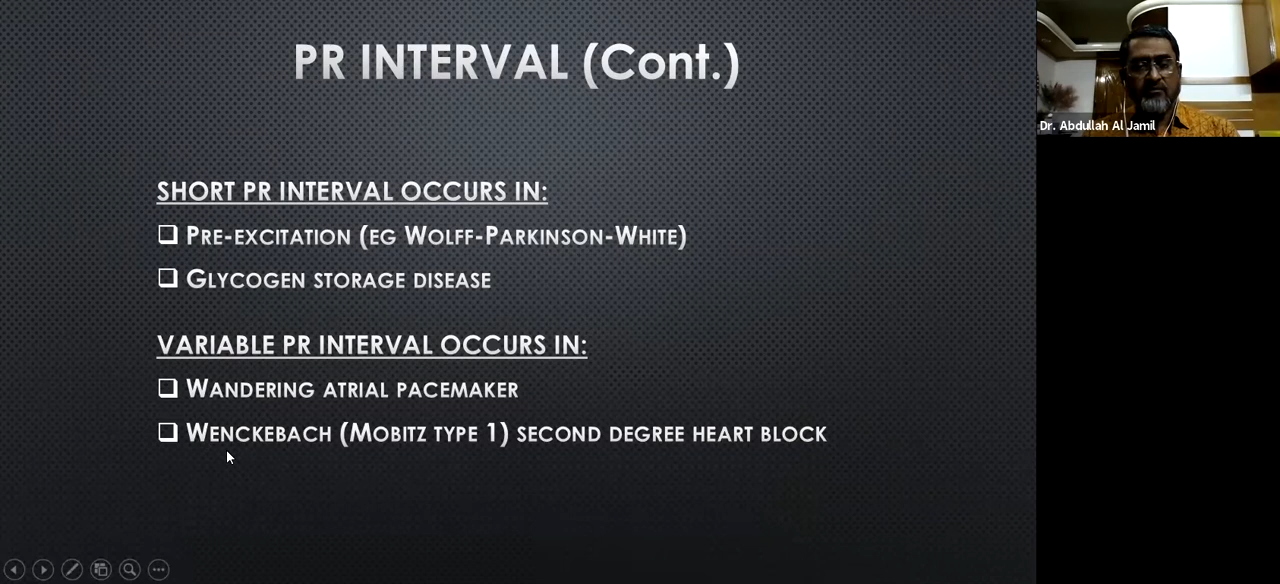 PR INTERVAL (Cont.)
SHORT PR INTERVAL OCCURS IN:
PRE-EXCITATION (EG WOLFF-PARKINSON-WHITE)
GLYCOGEN STORAGE DISEASE
VARIABLE PR INTERVAL OCCURS IN:
WANDERING ATRIAL PACEMAKER
WENCKEBACH (MOBITZ TYPE 1) SECOND DEGREE HEART BLOCK
Dr. Abdullah Al Jamil